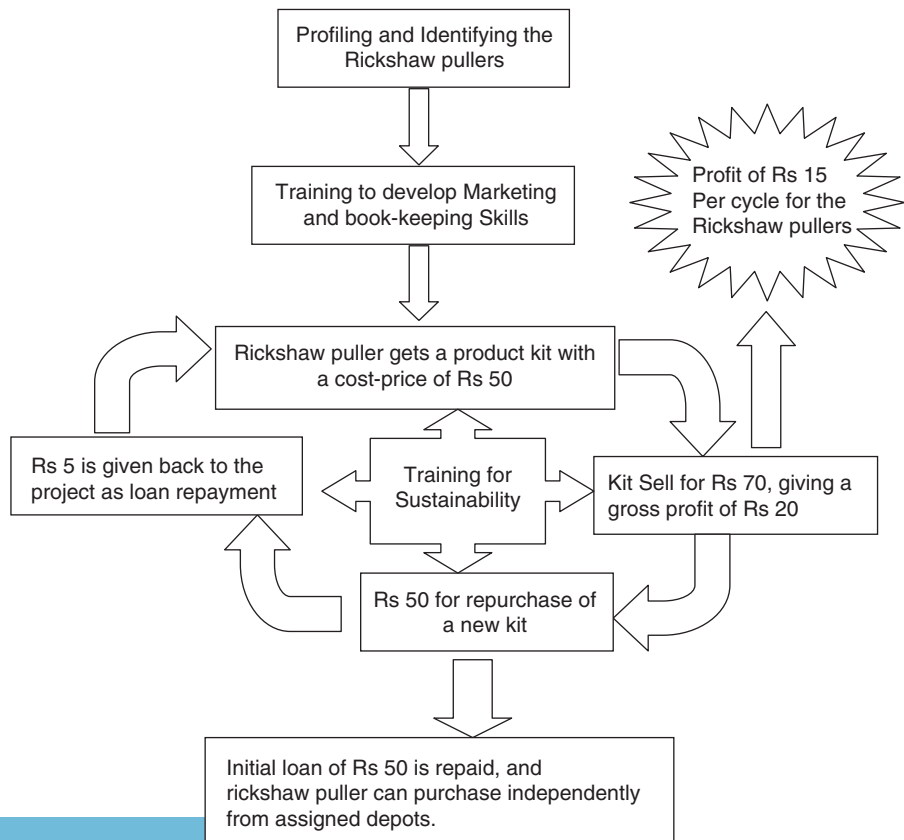 Profiling and Identifying the
Rickshaw pullers
Training to develop Marketing
and book-keeping Skills
Profit of Rs 15
Per cycle for the
Rickshaw pullers
Rickshaw puller gets a product kit with
a cost-price of Rs 50
Rs 5 is given back to the
project as loan repayment
Training for
Sustainability
Kit Sell for Rs 70, giving a
gross profit of Rs 20
Rs 50 for repurchase of
a new kit
Initial loan of Rs 50 is repaid, and
rickshaw puller can purchase independently
from assigned depots.